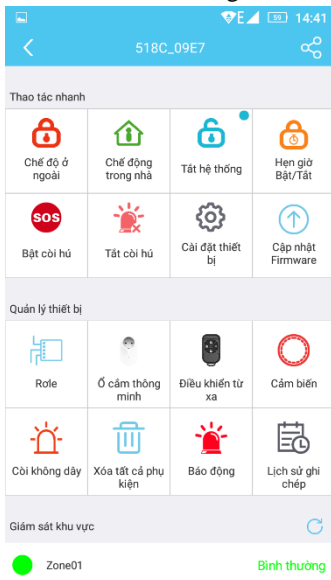 E 59 14:41
518C_09E7
Thao tác nhanh
Chế độ ở
ngoài
Chế động
trong nhà
Tắt hệ thống
Hẹn giờ
Bật/Tắt
SOS
Bật còi hú
Tắt còi hú
Cài đặt thiết
bị
Cập nhật
Firmware
Quản lý thiết bị
Rơle
Ổ cắm thông
minh
Điều khiển từ
xa
Cảm biến
Còi không dây
Xóa tất cả phụ
kiện
Báo động
Lịch sử ghi
chép
Giám sát khu vực
Zone01
Bình thường